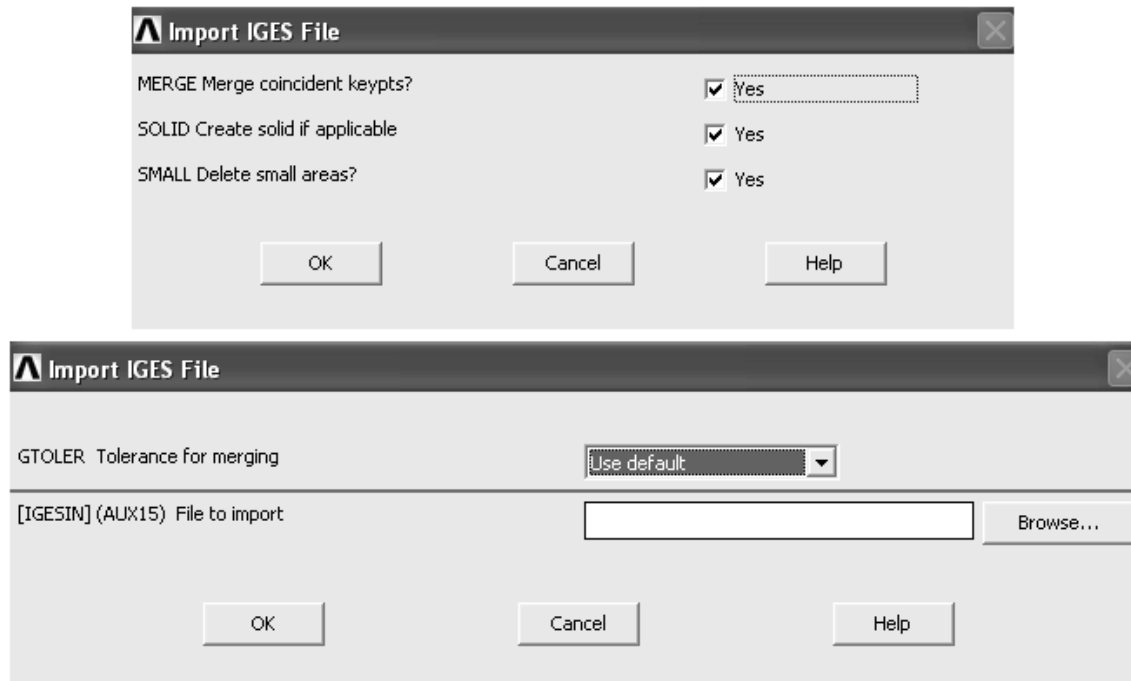 Import IGES File
MERGE Merge coincident keypts? Yes
SOLID Create solid if applicable Yes
SMALL Delete small areas? Yes
OK Cancel Help
Import IGES File
GTOLER Tolerance for merging Use default
[IGESIN] (AUX15) File to import Browse...
OK Cancel Help